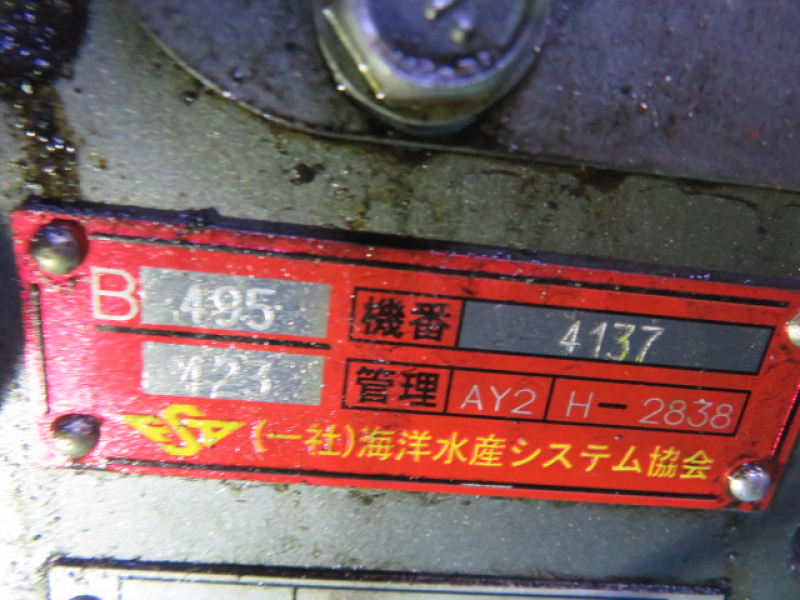 B 495 機番 4137
423 管理 AY2 H-2838
(一社)海洋水産システム協会